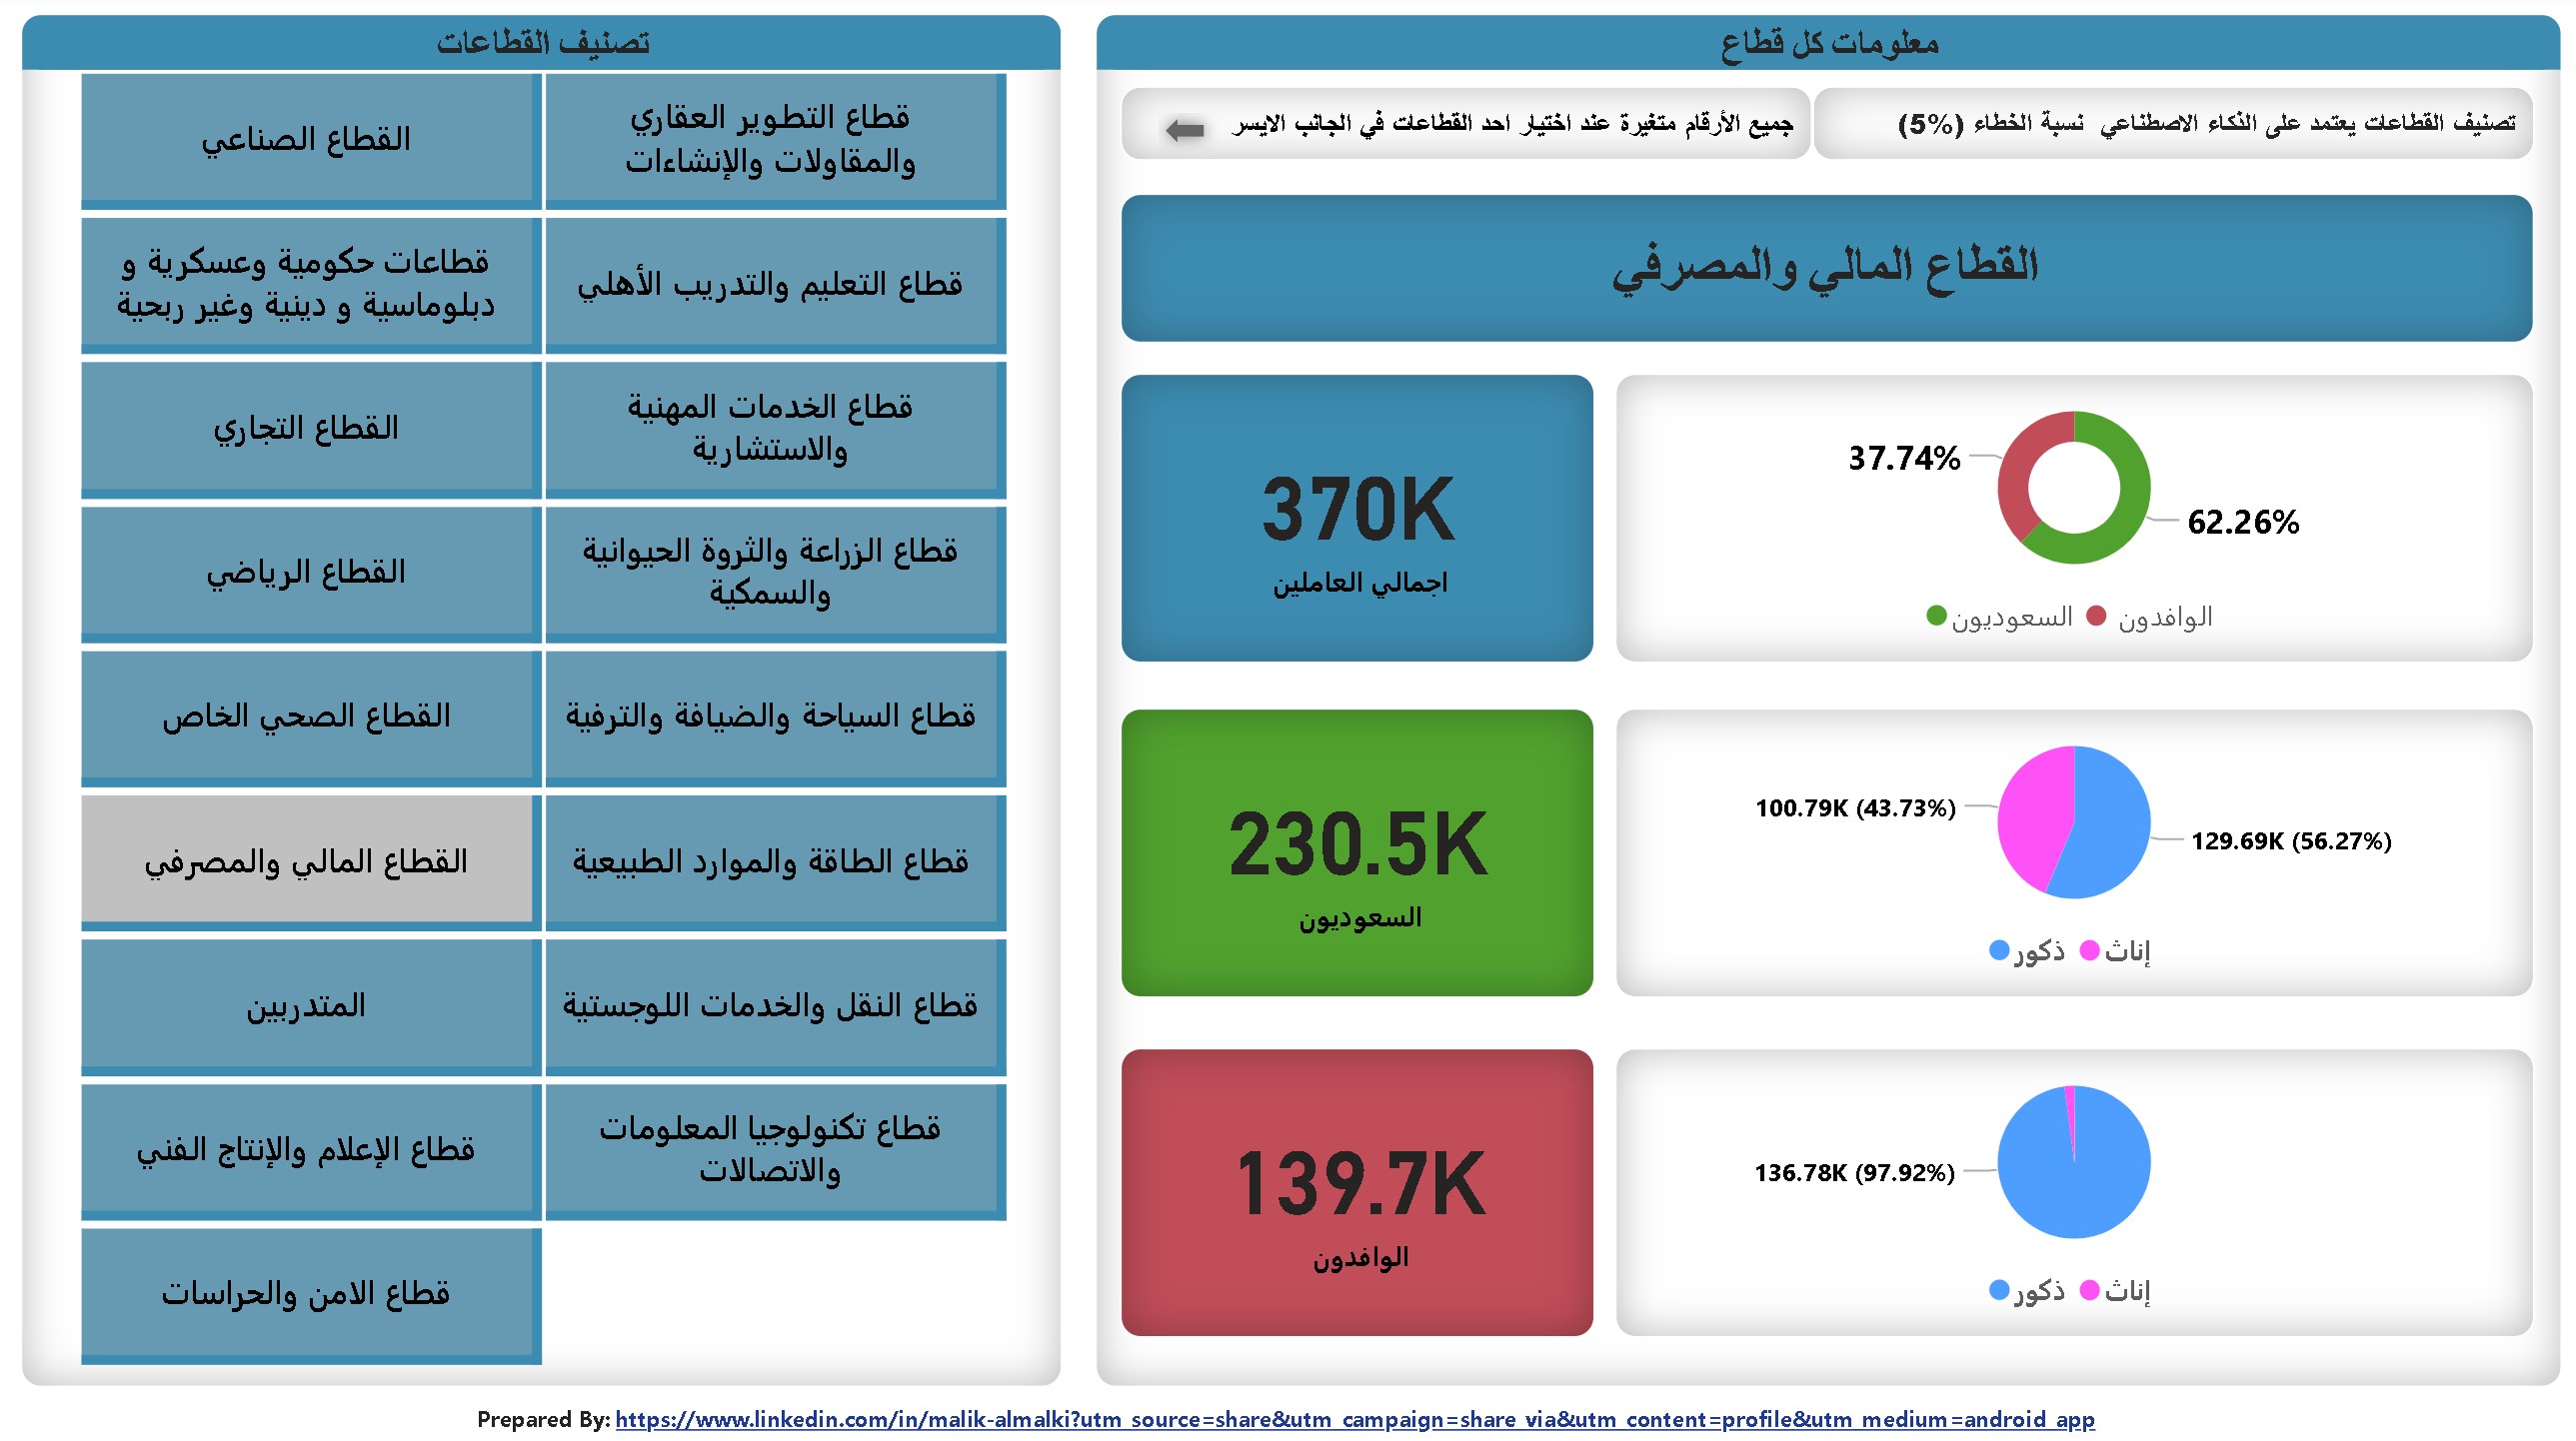 معلومات كل قطاع
تصنيف القطاعات يعتمد على الذكاء الاصطناعي نسبة الخطاء (5%)
جميع الأرقام متغيرة عند اختيار احد القطاعات في الجانب الايسر
القطاع المالي والمصرفي
37.74%
62.26%
السعوديون
الوافدون
370K
اجمالي العاملين
100.79K (43.73%)
129.69K (56.27%)
ذكور
إناث
230.5K
السعوديون
136.78K (97.92%)
ذكور
إناث
139.7K
الوافدون
تصنيف القطاعات
قطاع التطوير العقاري
والمقاولات والإنشاءات
القطاع الصناعي
قطاع التعليم والتدريب الأهلي
قطاعات حكومية وعسكرية و
دبلوماسية و دينية وغير ربحية
قطاع الخدمات المهنية
والاستشارية
القطاع التجاري
قطاع الزراعة والثروة الحيوانية
والسمكية
القطاع الرياضي
قطاع السياحة والضيافة والترفية
القطاع الصحي الخاص
قطاع الطاقة والموارد الطبيعية
القطاع المالي والمصرفي
قطاع النقل والخدمات اللوجستية
المتدربين
قطاع تكنولوجيا المعلومات
والاتصالات
قطاع الإعلام والإنتاج الفني
قطاع الامن والحراسات
Prepared By: https://www.linkedin.com/in/malik-almalki?utm_source=share&utm_campaign=share_via&utm_content=profile&utm_medium=android_app